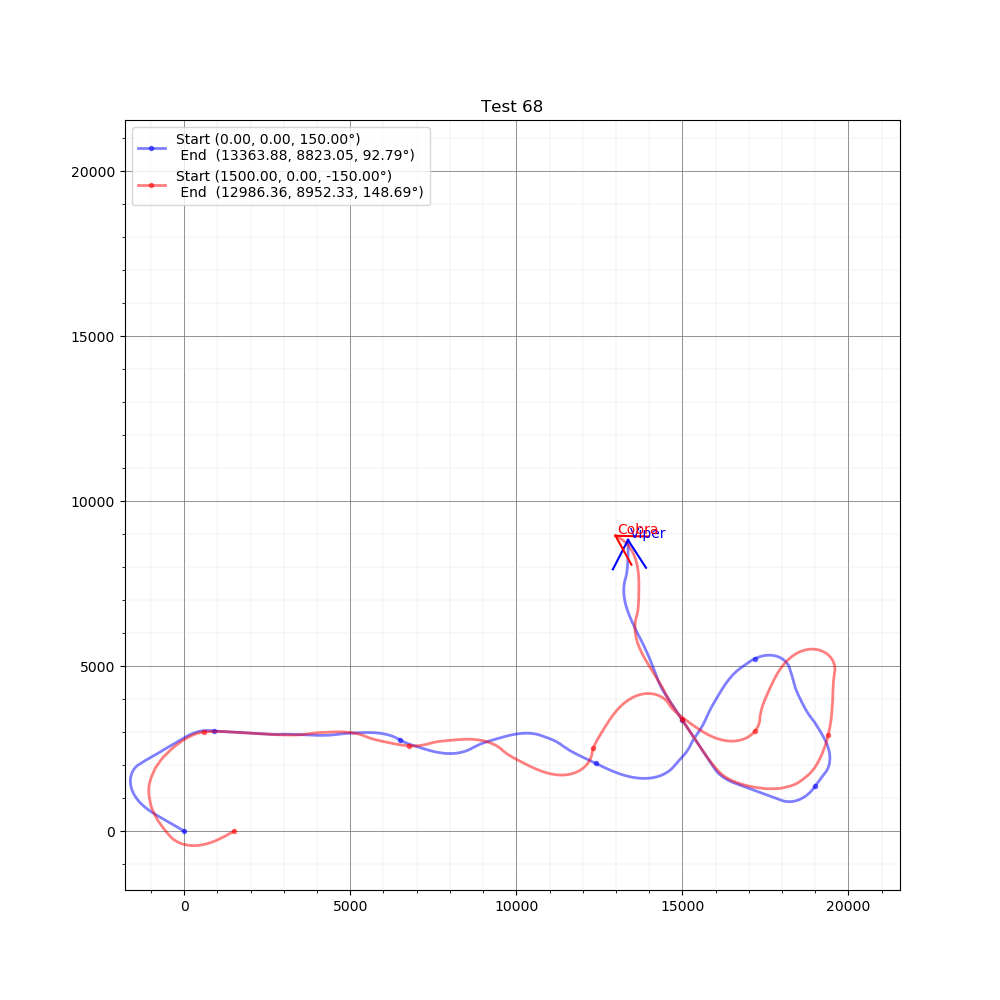 Test 68
Start (0.00, 0.00, 150.00°)
End (13363.88, 8823.05, 92.79°)
Start (1500.00, 0.00, -150.00°)
End (12986.36, 8952.33, 148.69°)
20000
15000
10000
5000
0
Cobra
Viper
0 5000 10000 15000 20000